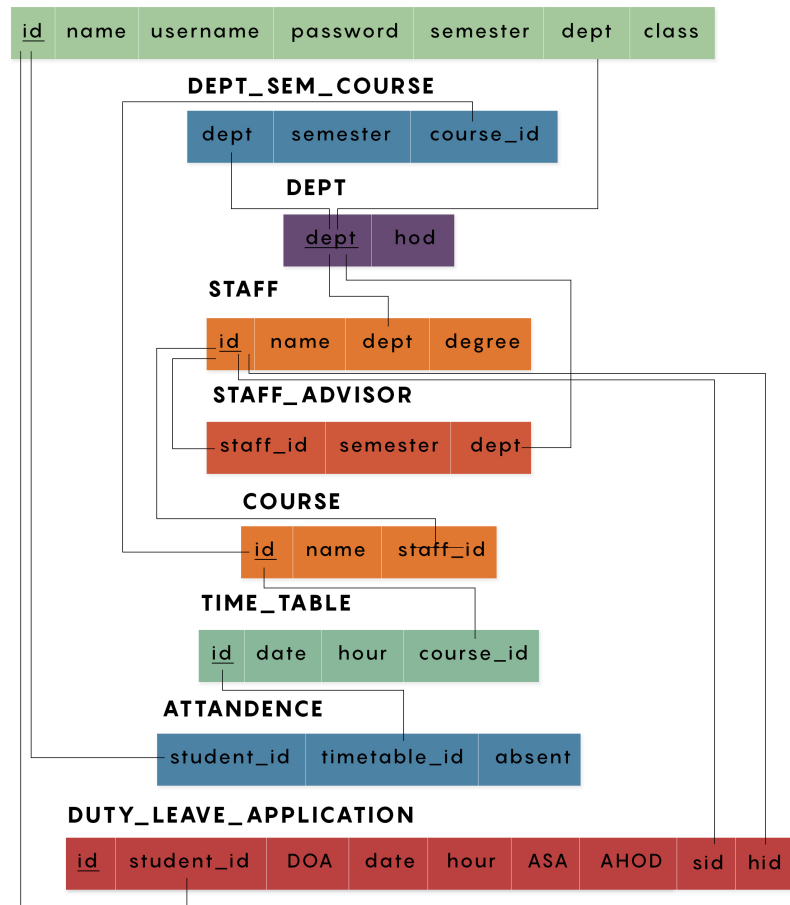 id name username password semester dept class
DEPT_SEM_COURSE
dept semester course_id
DEPT
dept hod
STAFF
id name dept degree
STAFF_ADVISOR
staff_id semester dept
COURSE
id name staff_id
TIME_TABLE
id date hour course_id
ATTANDENCE
student_id timetable_id absent
DUTY_LEAVE_APPLICATION
id student_id DOA date hour ASA AHOD sid hid